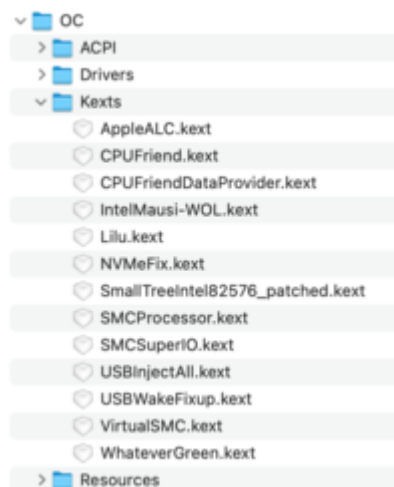 OC
ACPI
Drivers
Kexts
AppleALC.kext
CPUFriend.kext
CPUFriendDataProvider.kext
IntelMausi-WOL.kext
Lilu.kext
NVMeFix.kext
SmallTreeIntel82576_patched.kext
SMCProcessor.kext
SMCSuperIO.kext
USBInjectAll.kext
USBWakeFixup.kext
VirtualSMC.kext
WhateverGreen.kext
Resources